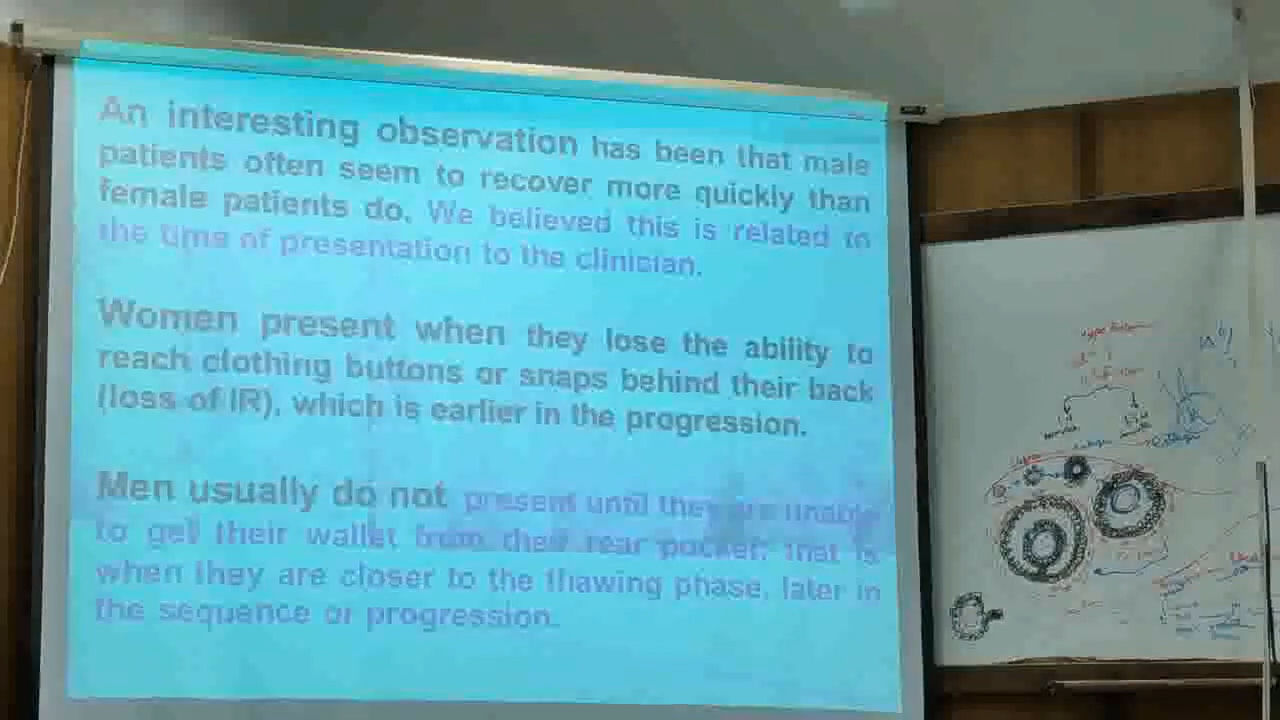 An interesting observation has been that male
patients often seem to recover more quickly than
female patients do. We believed this is related to
the time of presentation to the clinician.
Women present when they lose the ability to
reach clothing buttons or snaps behind their back
(loss of IR), which is earlier in the progression.
Men usually do not present until they are unable
to get their wallet from their rear pocket; that is
when they are closer to the thawing phase, later in
the sequence or progression.